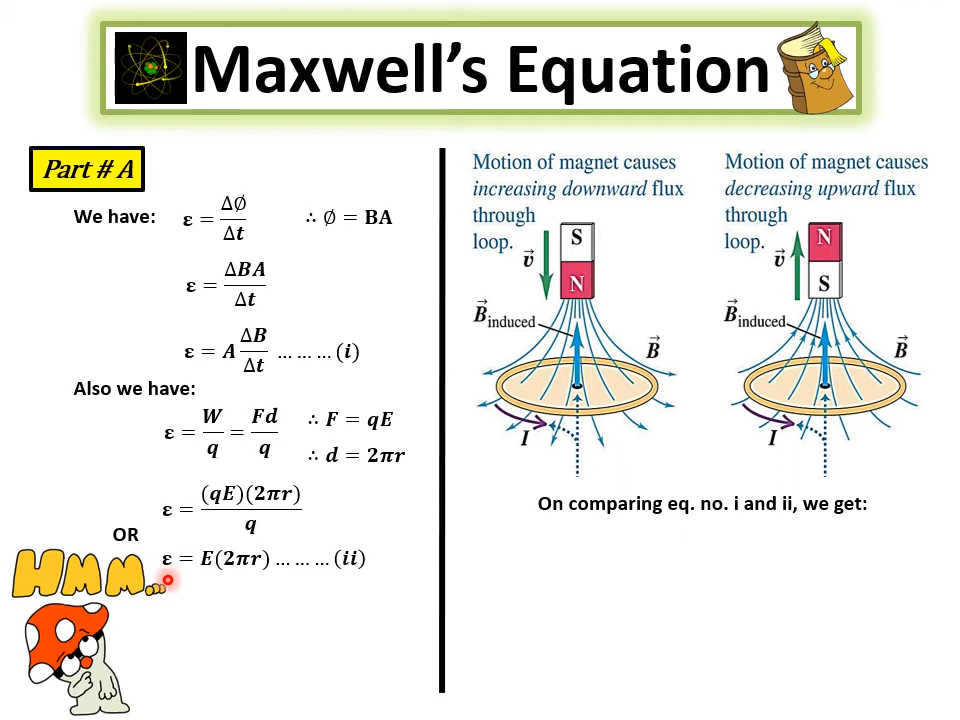 Maxwell's Equation
Part # A
We have: ε = Δ∅/Δt ∴ ∅ = BA
ε = ΔBA/Δt
ε = A ΔB/Δt … … … (i)
Also we have:
ε = W/q = Fd/q ∴ F = qE
∴ d = 2πr
ε = (qE)(2πr)/q
OR
ε = E(2πr) … … … (ii)
HMM...
Motion of magnet causes
increasing downward flux
through
loop.
S
N
v⃗
B⃗induced
B⃗
I
Motion of magnet causes
decreasing upward flux
through
loop.
N
S
v⃗
B⃗induced
B⃗
I
On comparing eq. no. i and ii, we get: